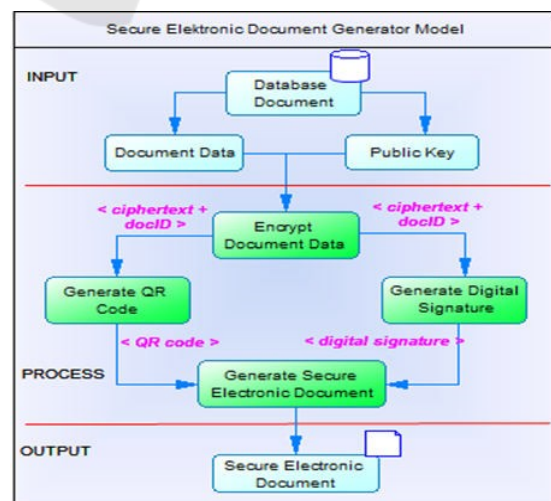 Secure Elektronic Document Generator Model
INPUT
Database
Document
Document Data
Public Key
< ciphertext +
docID >
< ciphertext +
docID >
Encrypt
Document Data
Generate QR
Code
Generate Digital
Signature
< QR code >
< digital signature >
PROCESS
Generate Secure
Electronic Document
OUTPUT
Secure Electronic
Document